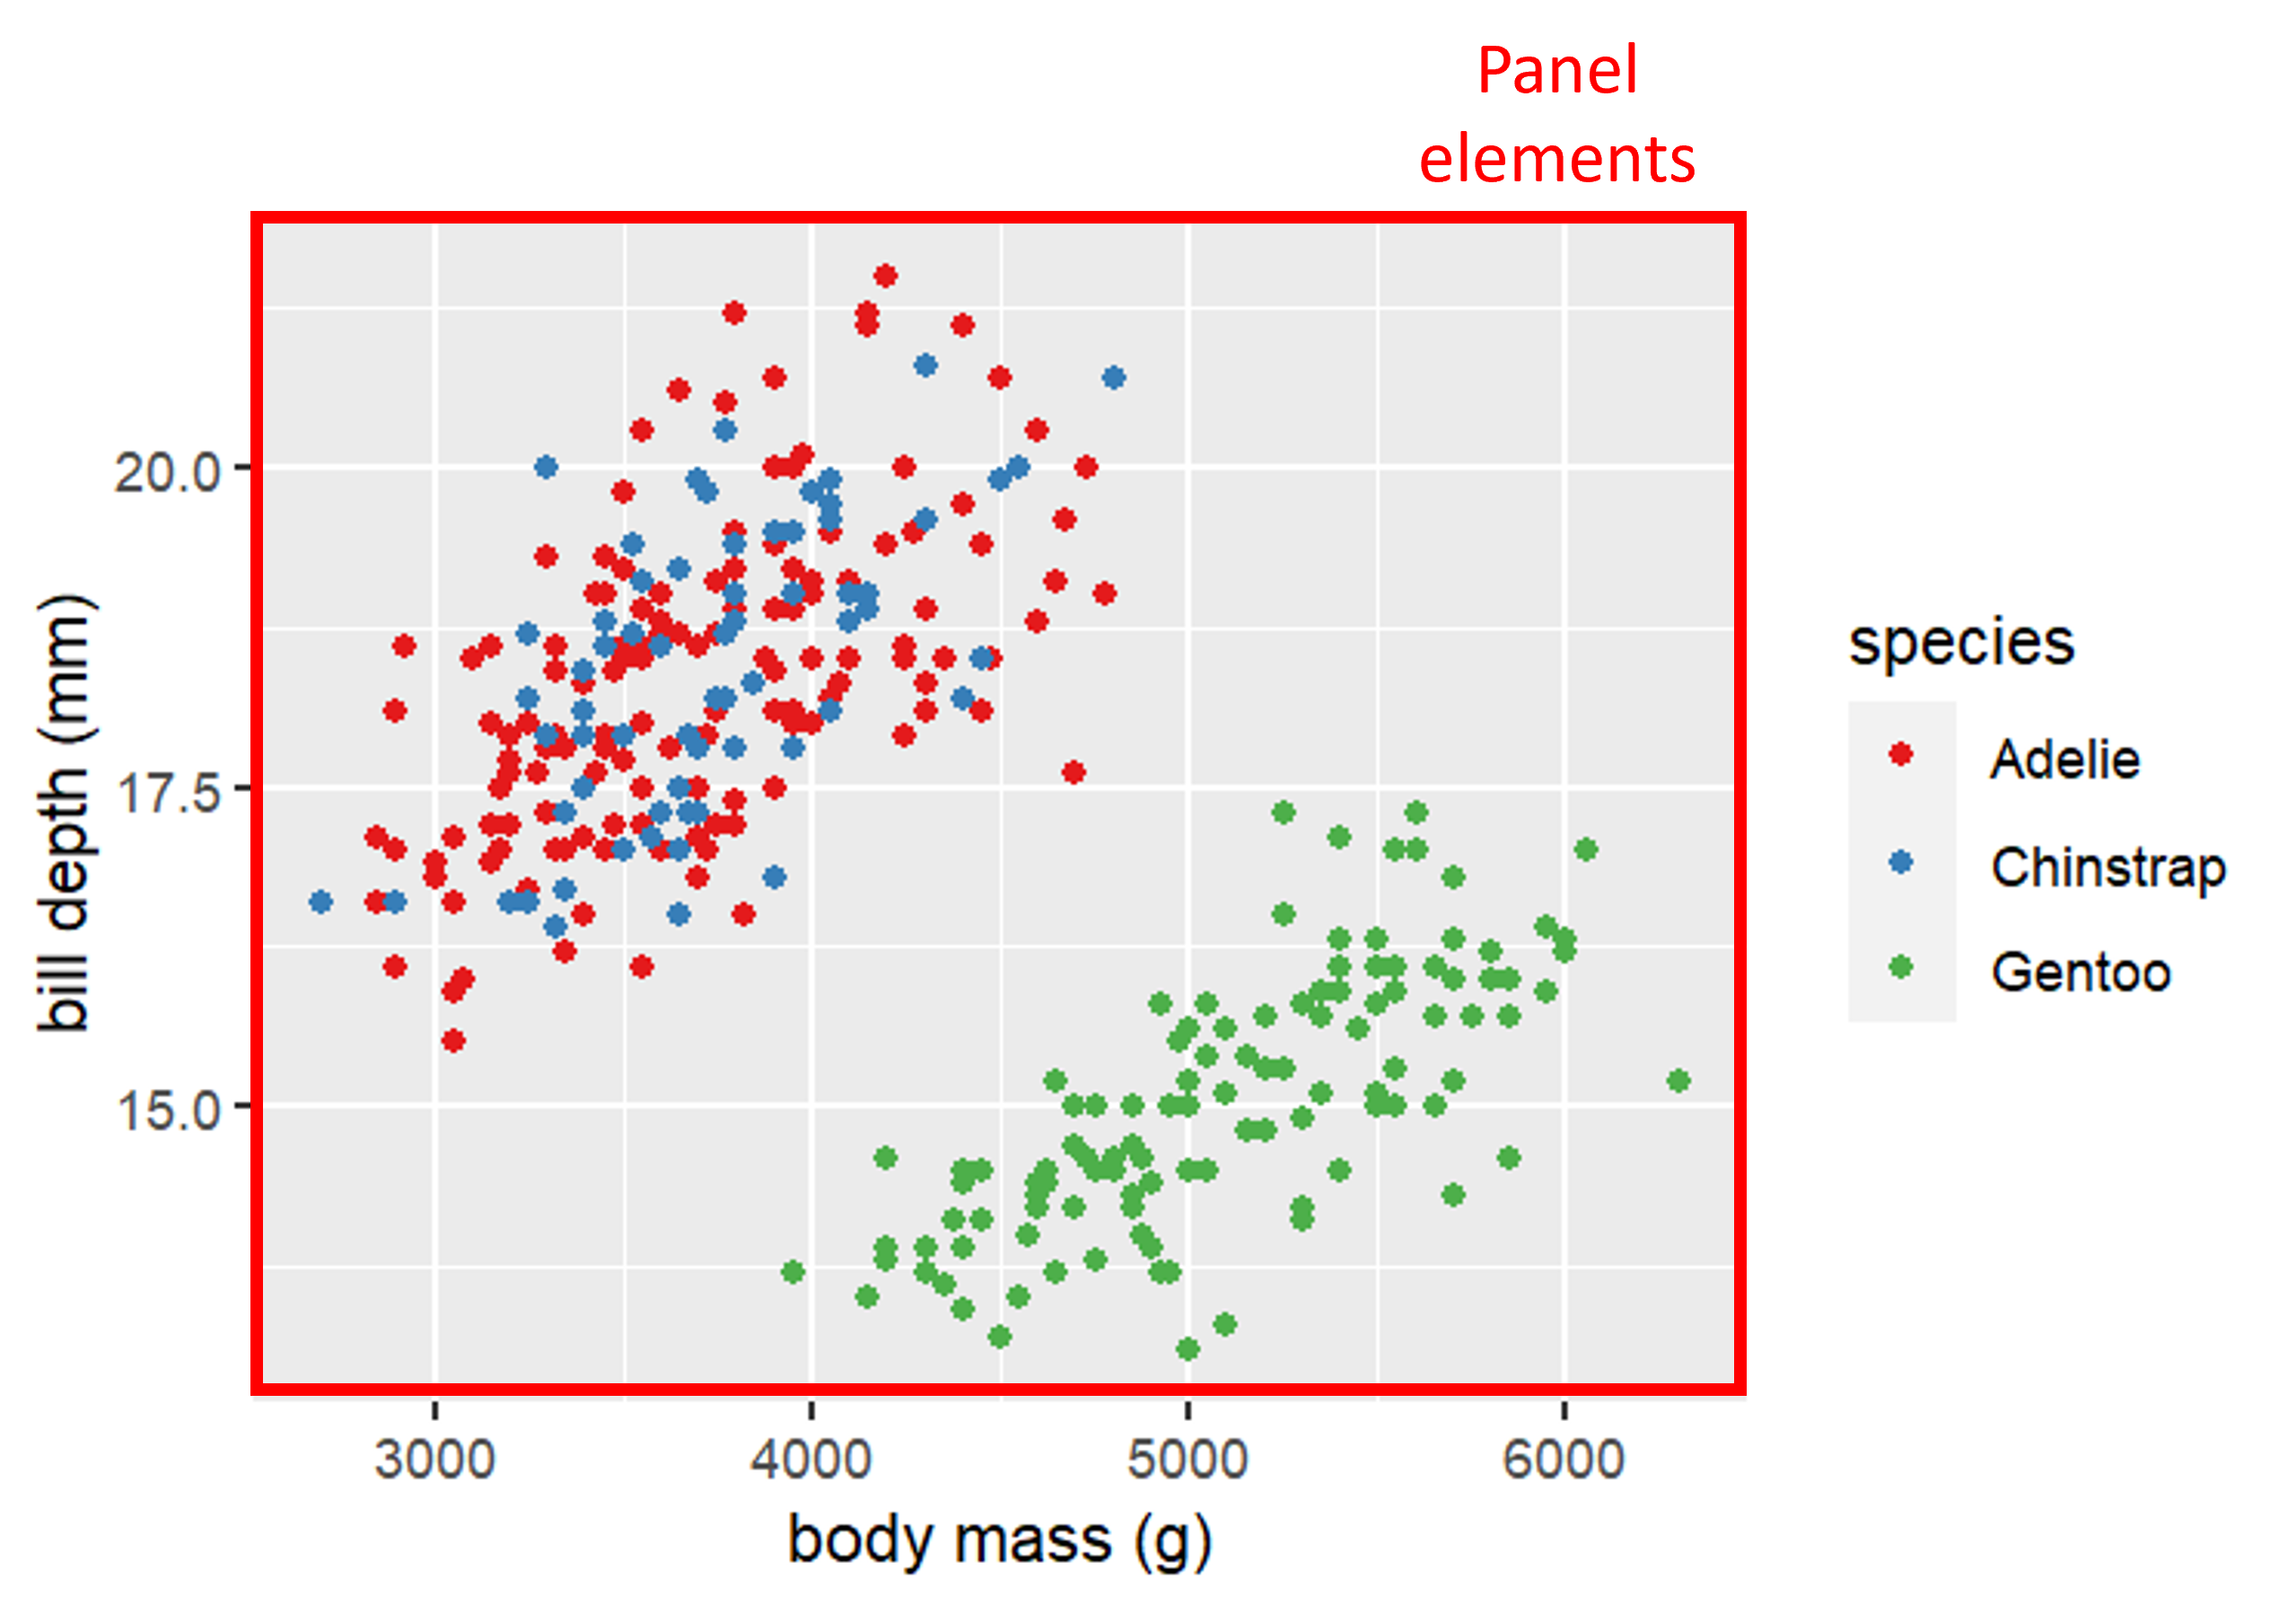 Panel
elements
20.0
17.5
15.0
bill depth (mm)
3000 4000 5000 6000
body mass (g)
species
Adelie
Chinstrap
Gentoo